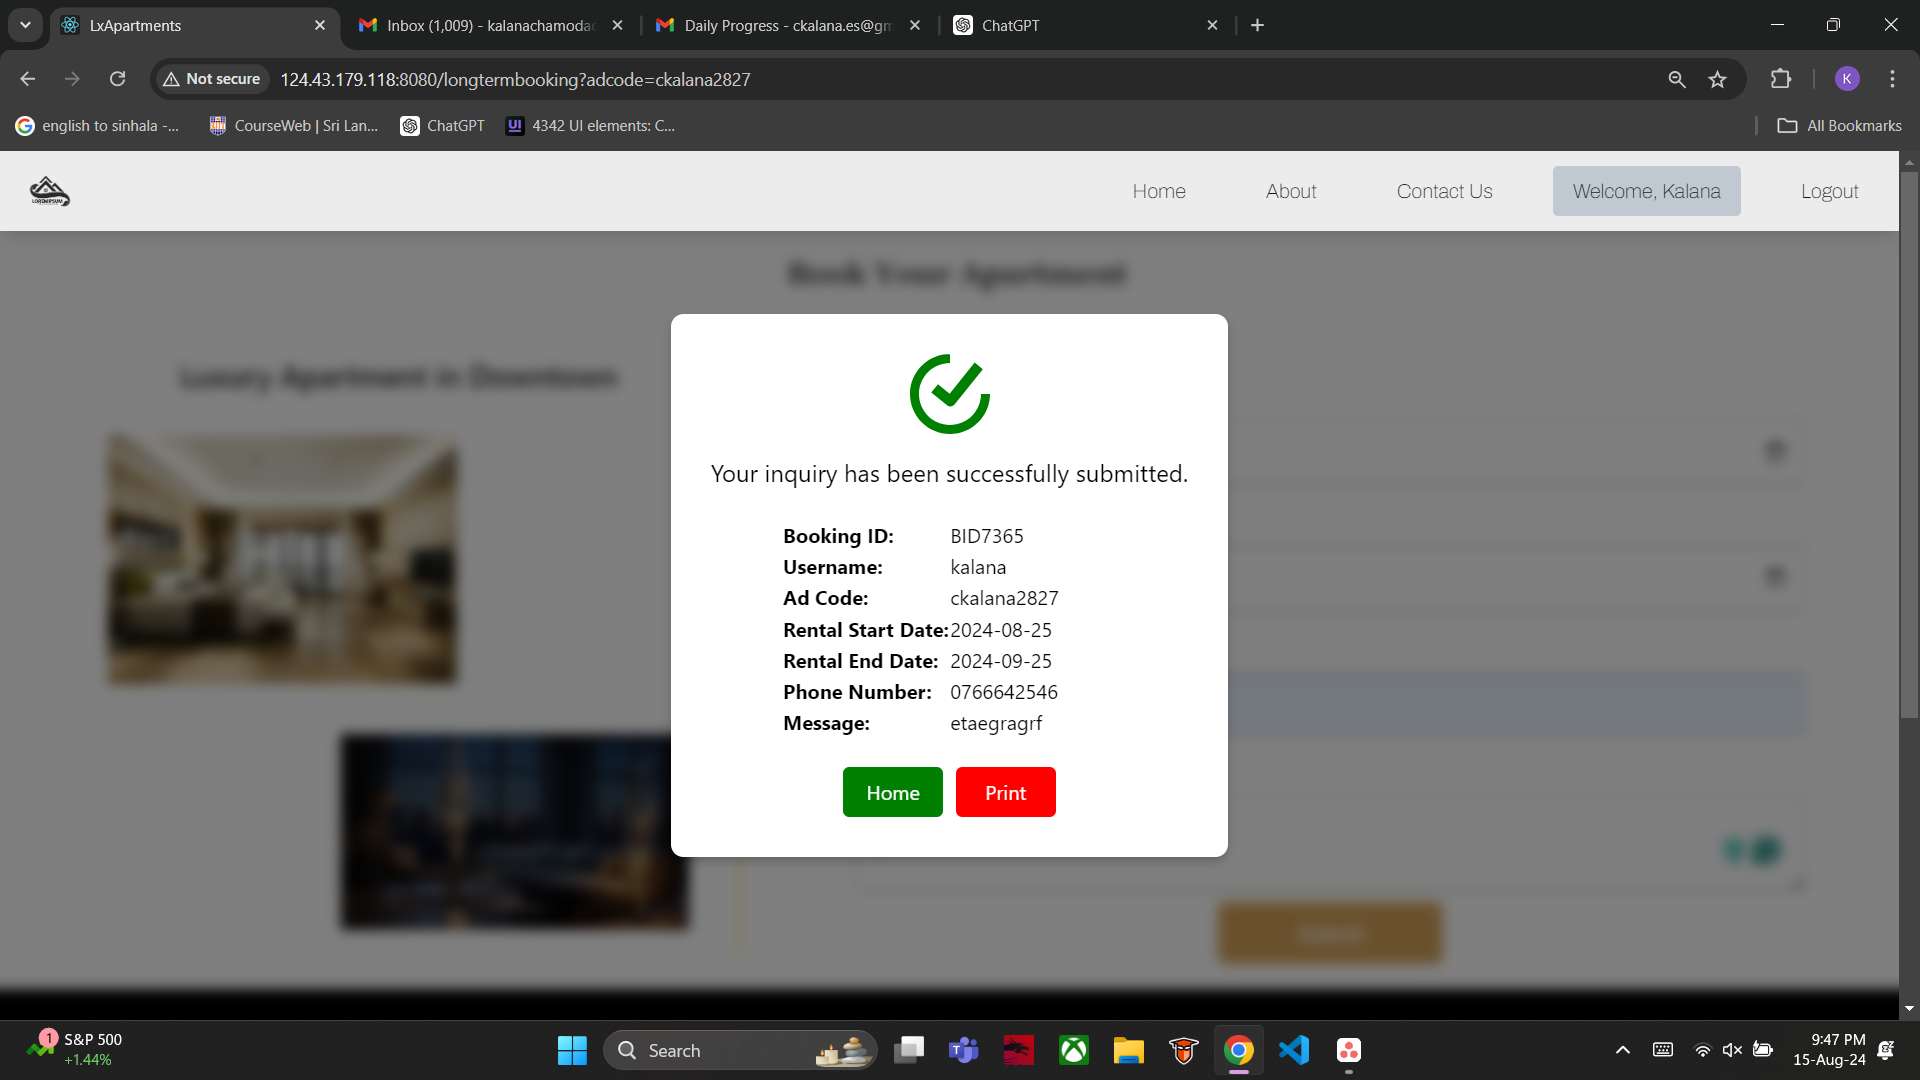 LxApartments
Inbox (1,009) - kalanachamodac
Daily Progress - ckalana.es@gm
ChatGPT
Not secure
124.43.179.118:8080/longtermbooking?adcode=ckalana2827
K
english to sinhala -...
CourseWeb | Sri Lan...
ChatGPT
UI
4342 UI elements: C...
All Bookmarks
LOREMIPSUM
Home
About
Contact Us
Welcome, Kalana
Logout
Book Your Apartment
Luxury Apartment in Downtown
Your inquiry has been successfully submitted.
Booking ID: BID7365
Username: kalana
Ad Code: ckalana2827
Rental Start Date: 2024-08-25
Rental End Date: 2024-09-25
Phone Number: 0766642546
Message: etaegragrf
Home
Print
Submit
1
S&P 500
+1.44%
Search
9:47 PM
15-Aug-24